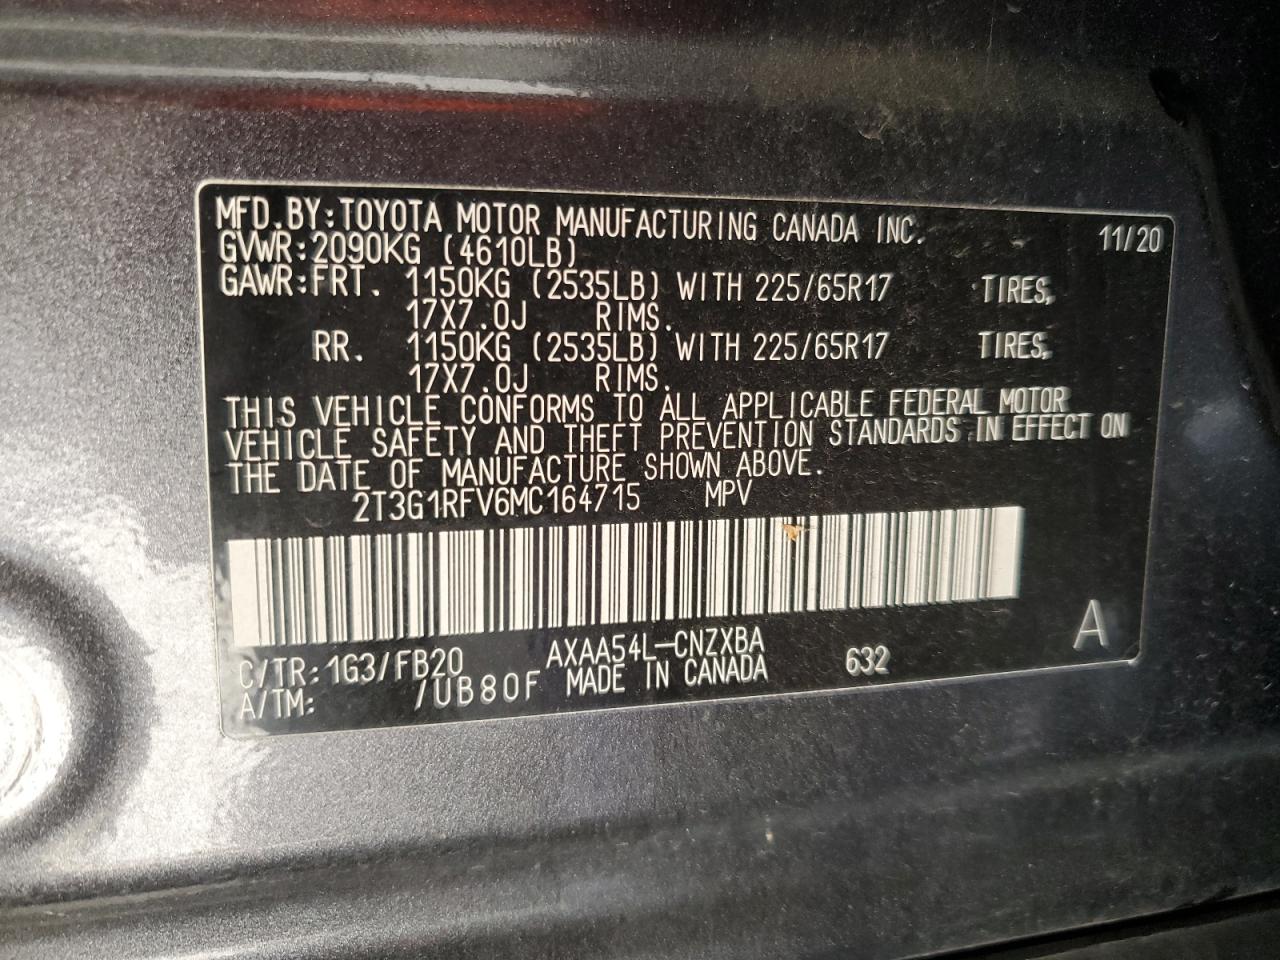 MFD.BY:TOYOTA MOTOR MANUFACTURING CANADA INC. 11/20
GVWR:2090KG (4610LB)
GAWR:FRT. 1150KG (2535LB) WITH 225/65R17 TIRES,
17X7.0J RIMS.
RR. 1150KG (2535LB) WITH 225/65R17 TIRES,
17X7.0J RIMS.
THIS VEHICLE CONFORMS TO ALL APPLICABLE FEDERAL MOTOR
VEHICLE SAFETY AND THEFT PREVENTION STANDARDS IN EFFECT ON
THE DATE OF MANUFACTURE SHOWN ABOVE.
2T3G1RFV6MC164715 MPV
C/TR:1G3/FB20 AXAA54L-CNZXBA 632 A
A/TM: /UB80F MADE IN CANADA